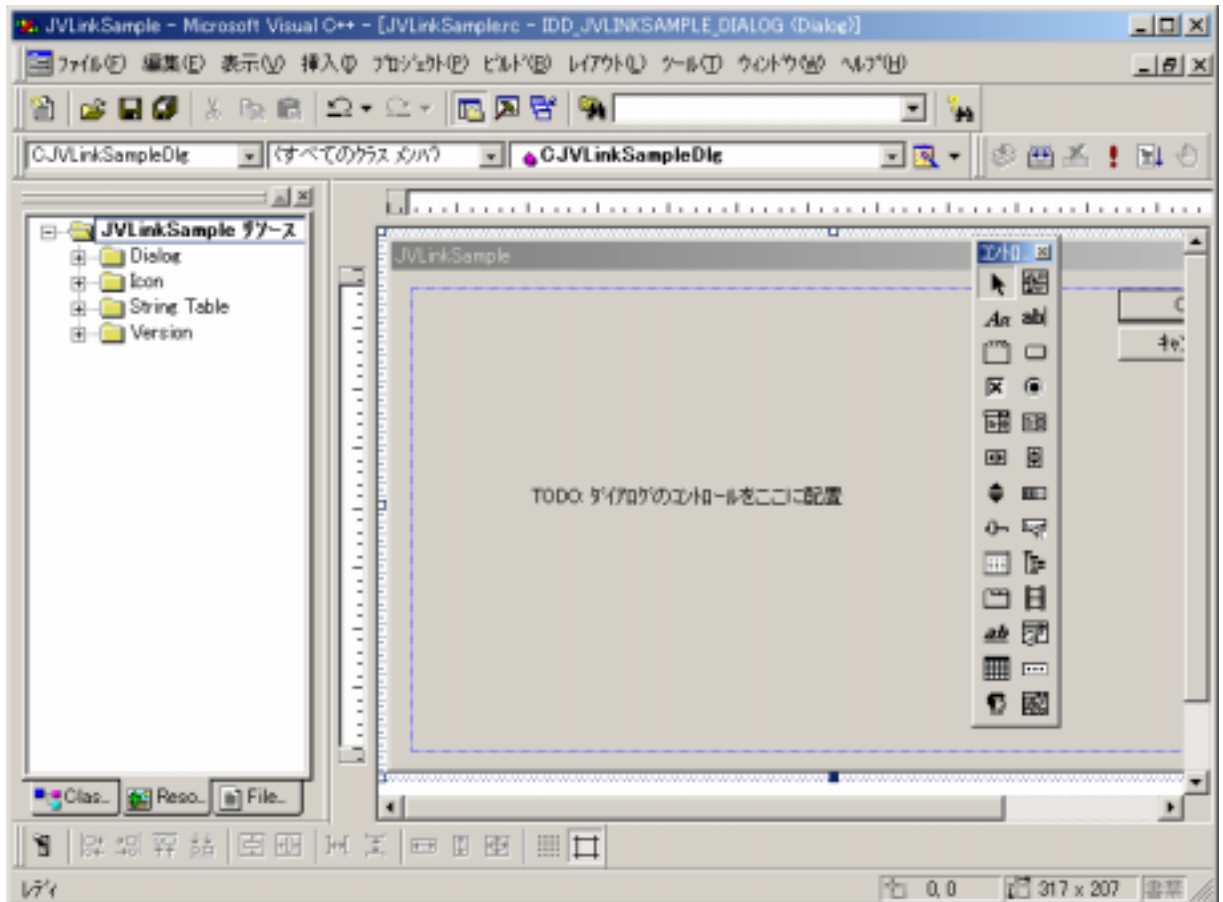 JVLinkSample - Microsoft Visual C++ - [JVLinkSample.rc - IDD_JVLINKSAMPLE_DIALOG (Dialog)]
ﾌｧｲﾙ(F) 編集(E) 表示(V) 挿入(I) ﾌﾟﾛｼﾞｪｸﾄ(P) ﾋﾞﾙﾄﾞ(B) ﾚｲｱｳﾄ(L) ﾂｰﾙ(T) ｳｨﾝﾄﾞｳ(W) ﾍﾙﾌﾟ(H)
CJVLinkSampleDlg (すべてのｸﾗｽ ﾒﾝﾊﾞ) CJVLinkSampleDlg
JVLinkSample ﾘｿｰｽ
Dialog
Icon
String Table
Version
JVLinkSample
ｺﾝﾄﾛ...
ｷｬﾝ
TODO: ﾀﾞｲｱﾛｸﾞのｺﾝﾄﾛｰﾙをここに配置
Clas... Reso... File...
ﾚﾃﾞｨ 0, 0 317 x 207